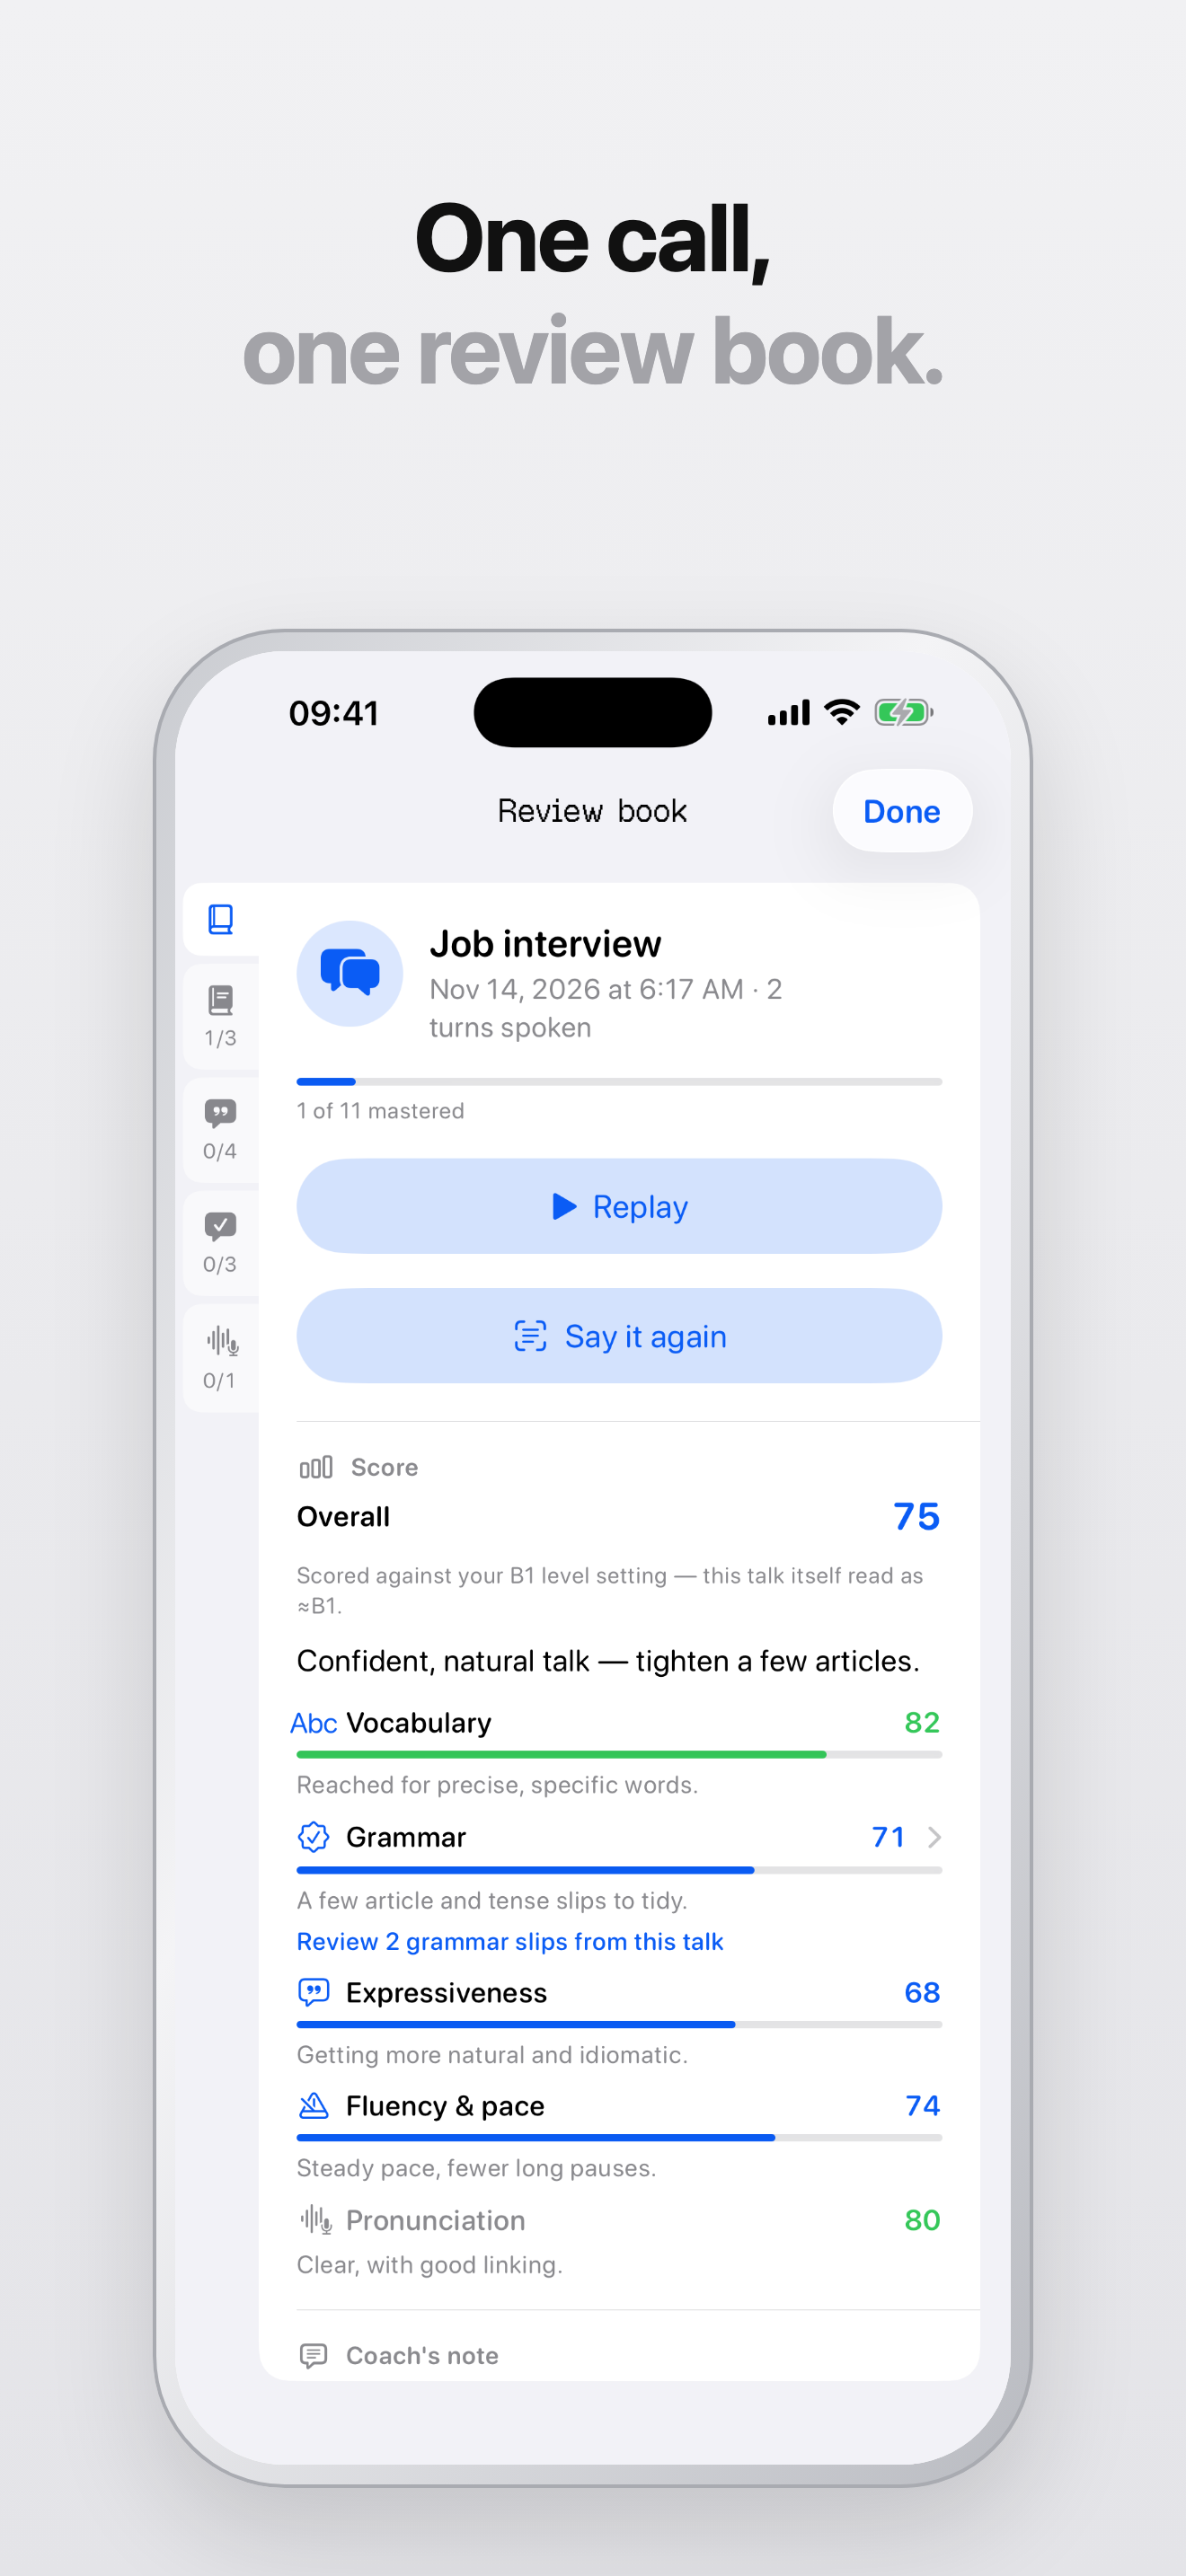 One call,
one review book.
09:41
Review book
Done
Job interview
Nov 14, 2026 at 6:17 AM · 2
turns spoken
1/3
0/4
0/3
0/1
1 of 11 mastered
Replay
Say it again
Score
Overall 75
Scored against your B1 level setting — this talk itself read as
≈B1.
Confident, natural talk — tighten a few articles.
Abc Vocabulary 82
Reached for precise, specific words.
Grammar 71
A few article and tense slips to tidy.
Review 2 grammar slips from this talk
Expressiveness 68
Getting more natural and idiomatic.
Fluency & pace 74
Steady pace, fewer long pauses.
Pronunciation 80
Clear, with good linking.
Coach's note